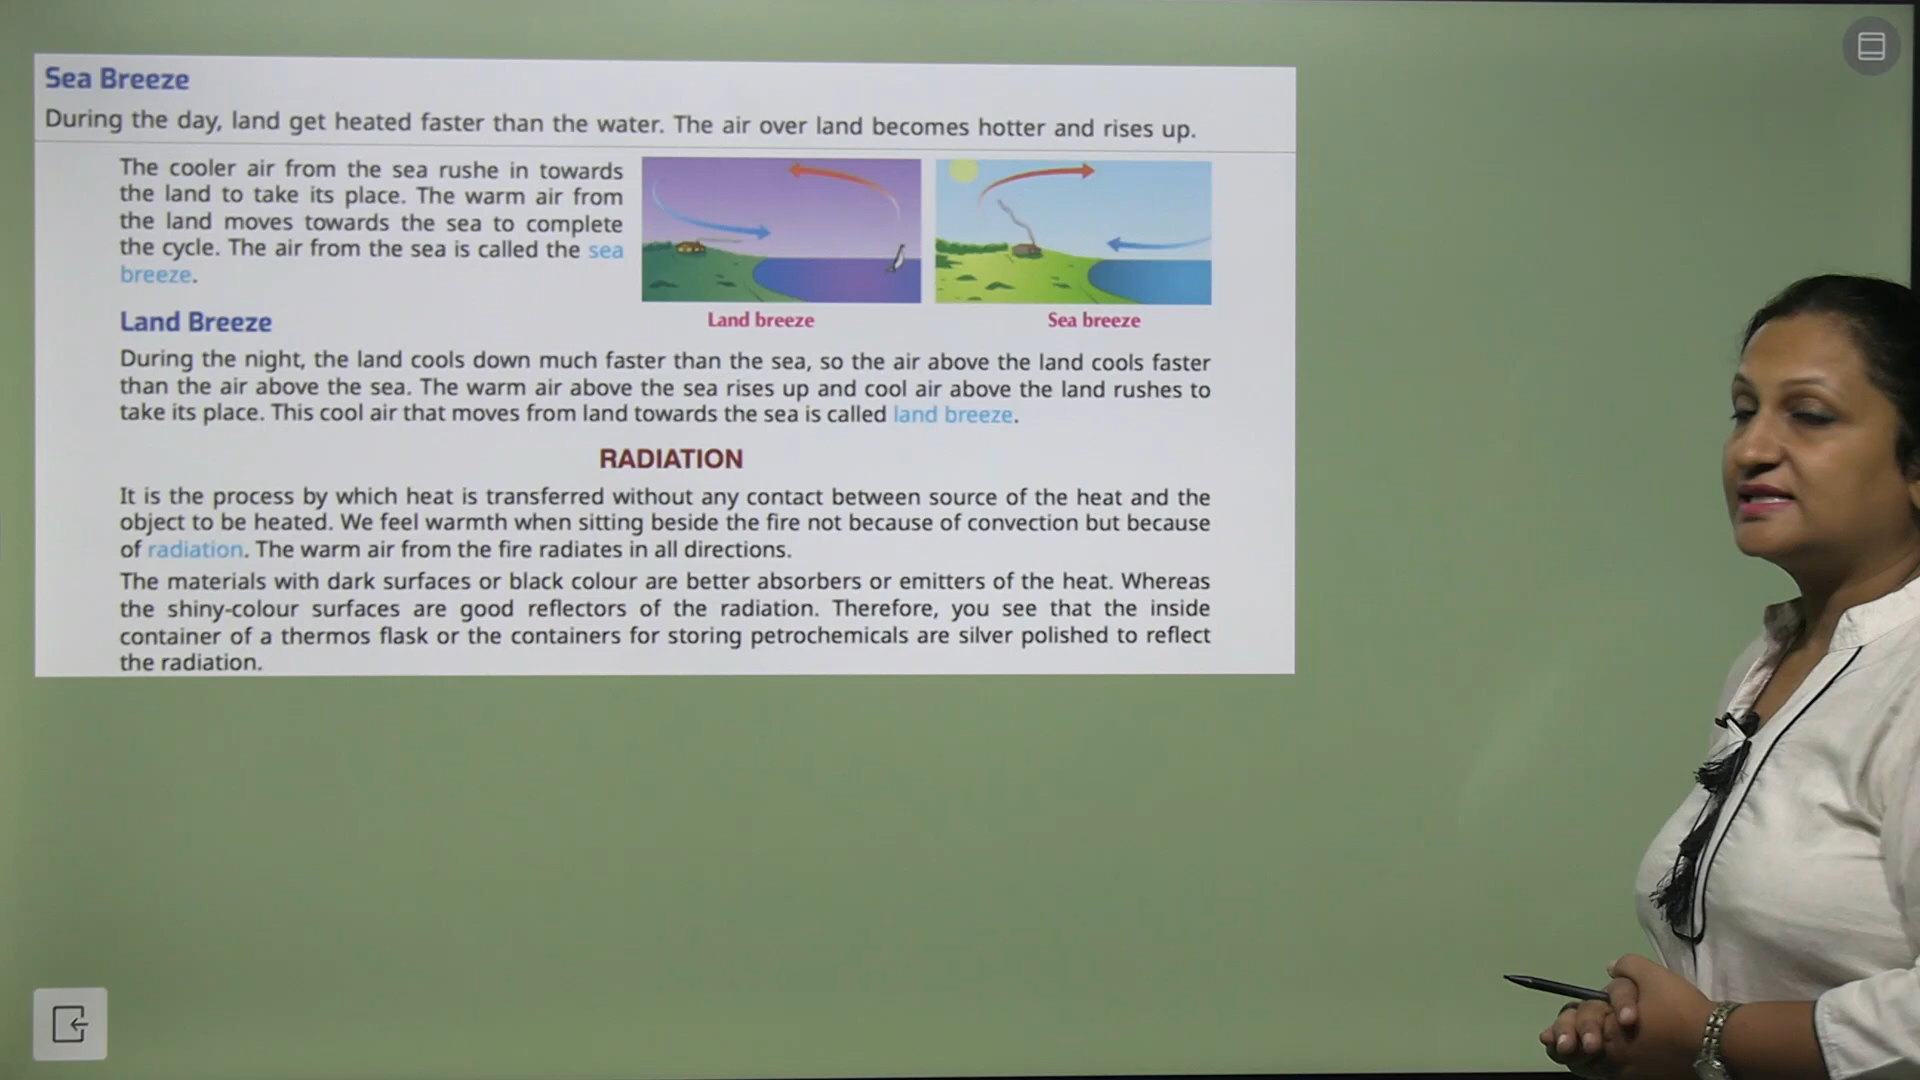 Sea Breeze
During the day, land get heated faster than the water. The air over land becomes hotter and rises up.
The cooler air from the sea rushe in towards
the land to take its place. The warm air from
the land moves towards the sea to complete
the cycle. The air from the sea is called the sea
breeze.
Land breeze
Sea breeze
Land Breeze
During the night, the land cools down much faster than the sea, so the air above the land cools faster
than the air above the sea. The warm air above the sea rises up and cool air above the land rushes to
take its place. This cool air that moves from land towards the sea is called land breeze.
RADIATION
It is the process by which heat is transferred without any contact between source of the heat and the
object to be heated. We feel warmth when sitting beside the fire not because of convection but because
of radiation. The warm air from the fire radiates in all directions.
The materials with dark surfaces or black colour are better absorbers or emitters of the heat. Whereas
the shiny-colour surfaces are good reflectors of the radiation. Therefore, you see that the inside
container of a thermos flask or the containers for storing petrochemicals are silver polished to reflect
the radiation.